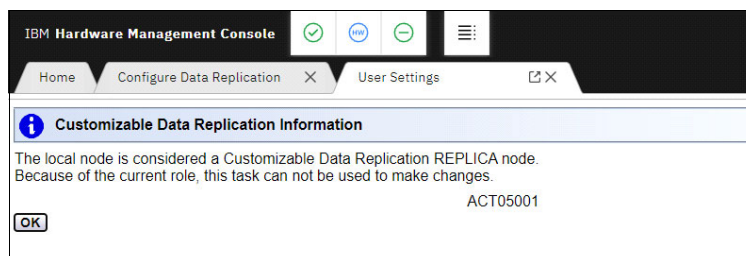 IBM Hardware Management Console
HW
Home
Configure Data Replication
User Settings
Customizable Data Replication Information
The local node is considered a Customizable Data Replication REPLICA node.
Because of the current role, this task can not be used to make changes.
ACT05001
OK